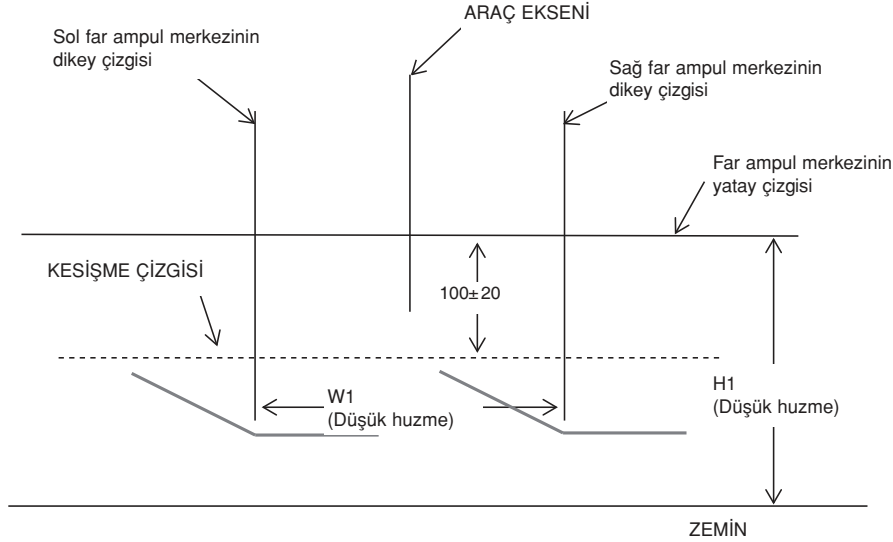 ARAÇ EKSENİ
Sol far ampul merkezinin
dikey çizgisi
Sağ far ampul merkezinin
dikey çizgisi
Far ampul merkezinin
yatay çizgisi
KESİŞME ÇİZGİSİ
100±20
W1
(Düşük huzme)
H1
(Düşük huzme)
ZEMİN